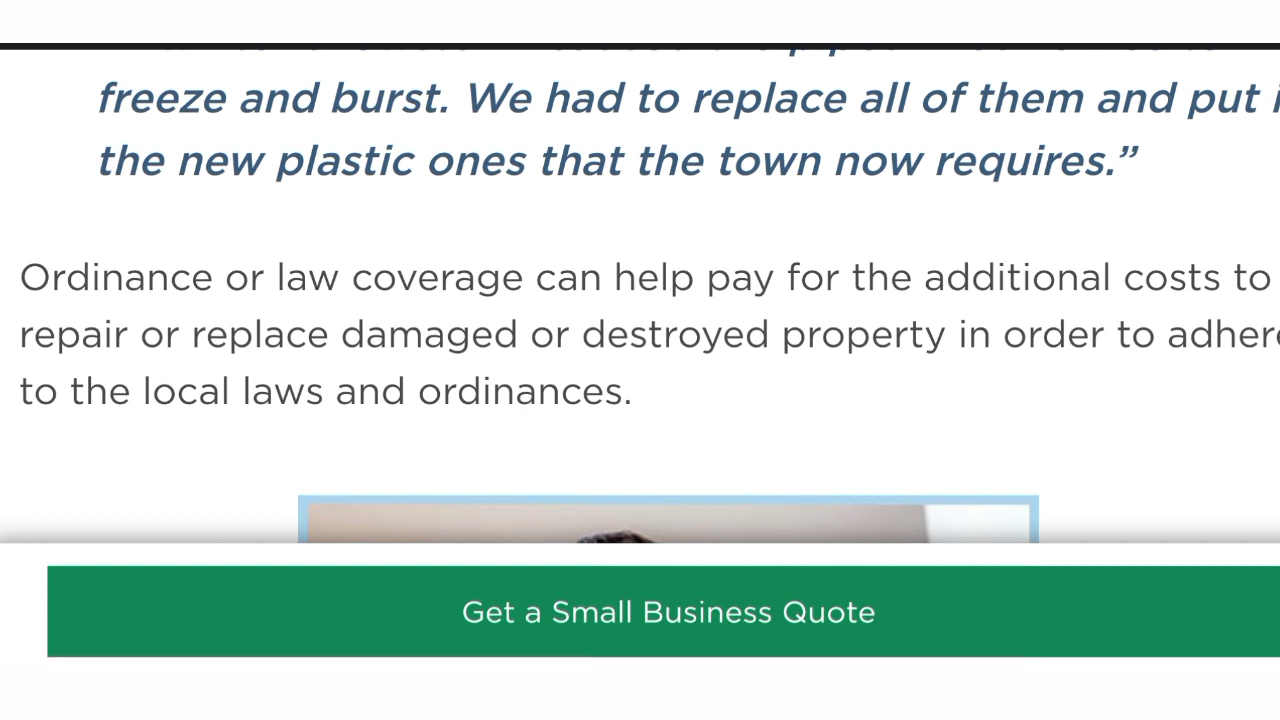 freeze and burst. We had to replace all of them and put
the new plastic ones that the town now requires.”
Ordinance or law coverage can help pay for the additional costs to
repair or replace damaged or destroyed property in order to
to the local laws and ordinances.
Get a Small Business Quote